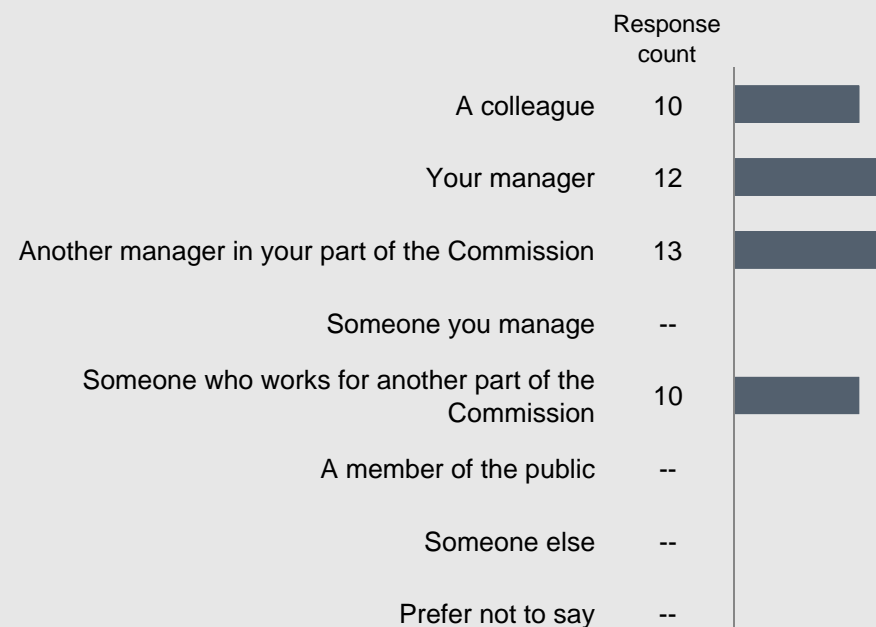 Response
count
A colleague 10
Your manager 12
Another manager in your part of the Commission 13
Someone you manage --
Someone who works for another part of the
Commission 10
A member of the public --
Someone else --
Prefer not to say --